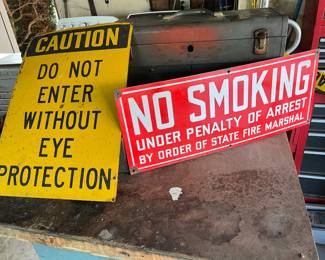 CAUTION
DO NOT
ENTER
WITHOUT
EYE
PROTECTION
NO SMOKING
UNDER PENALTY OF ARREST
BY ORDER OF STATE FIRE MARSHAL